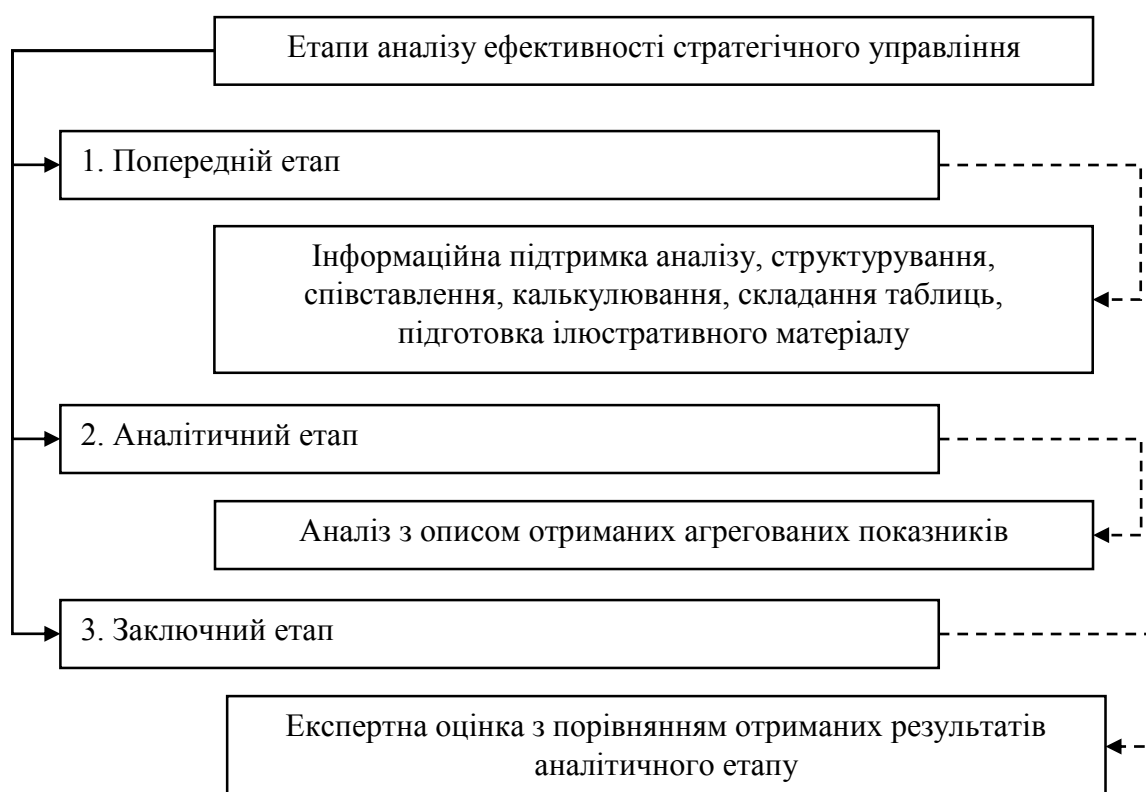 Етапи аналізу ефективності стратегічного управління
1. Попередній етап
Інформаційна підтримка аналізу, структурування,
співставлення, калькулювання, складання таблиць,
підготовка ілюстративного матеріалу
2. Аналітичний етап
Аналіз з описом отриманих агрегованих показників
3. Заключний етап
Експертна оцінка з порівнянням отриманих результатів
аналітичного етапу